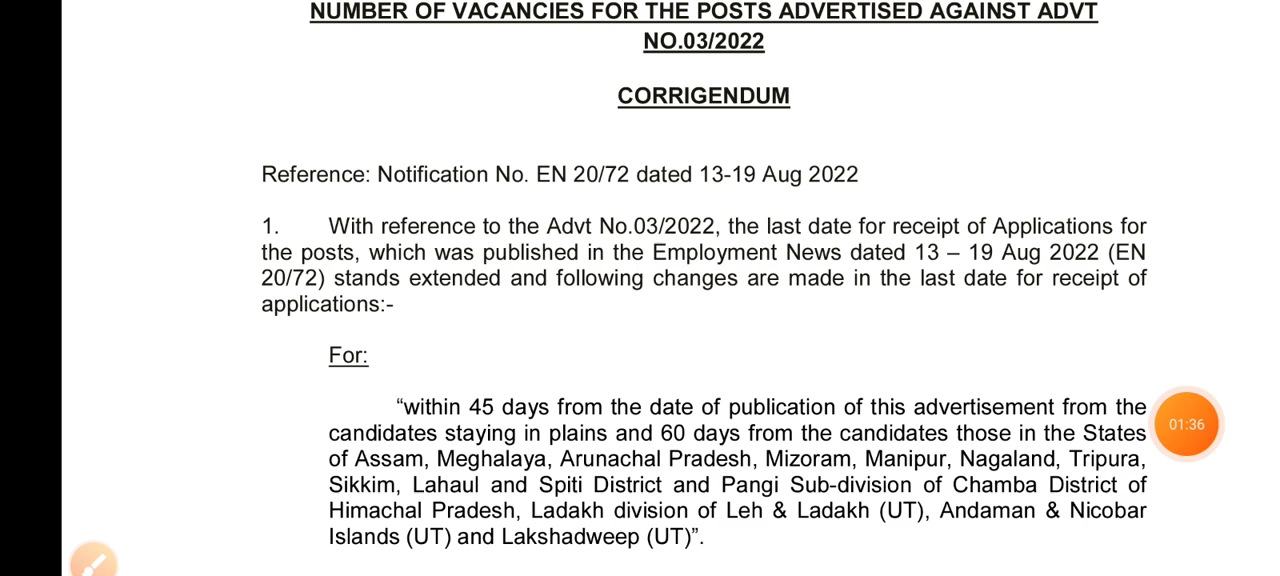 NUMBER OF VACANCIES FOR THE POSTS ADVERTISED AGAINST ADVT
NO.03/2022
CORRIGENDUM
Reference: Notification No. EN 20/72 dated 13-19 Aug 2022
1. With reference to the Advt No.03/2022, the last date for receipt of Applications for
the posts, which was published in the Employment News dated 13 – 19 Aug 2022 (EN
20/72) stands extended and following changes are made in the last date for receipt of
applications:-
For:
“within 45 days from the date of publication of this advertisement from the
candidates staying in plains and 60 days from the candidates those in the States
of Assam, Meghalaya, Arunachal Pradesh, Mizoram, Manipur, Nagaland, Tripura,
Sikkim, Lahaul and Spiti District and Pangi Sub-division of Chamba District of
Himachal Pradesh, Ladakh division of Leh & Ladakh (UT), Andaman & Nicobar
Islands (UT) and Lakshadweep (UT)”.
01:36